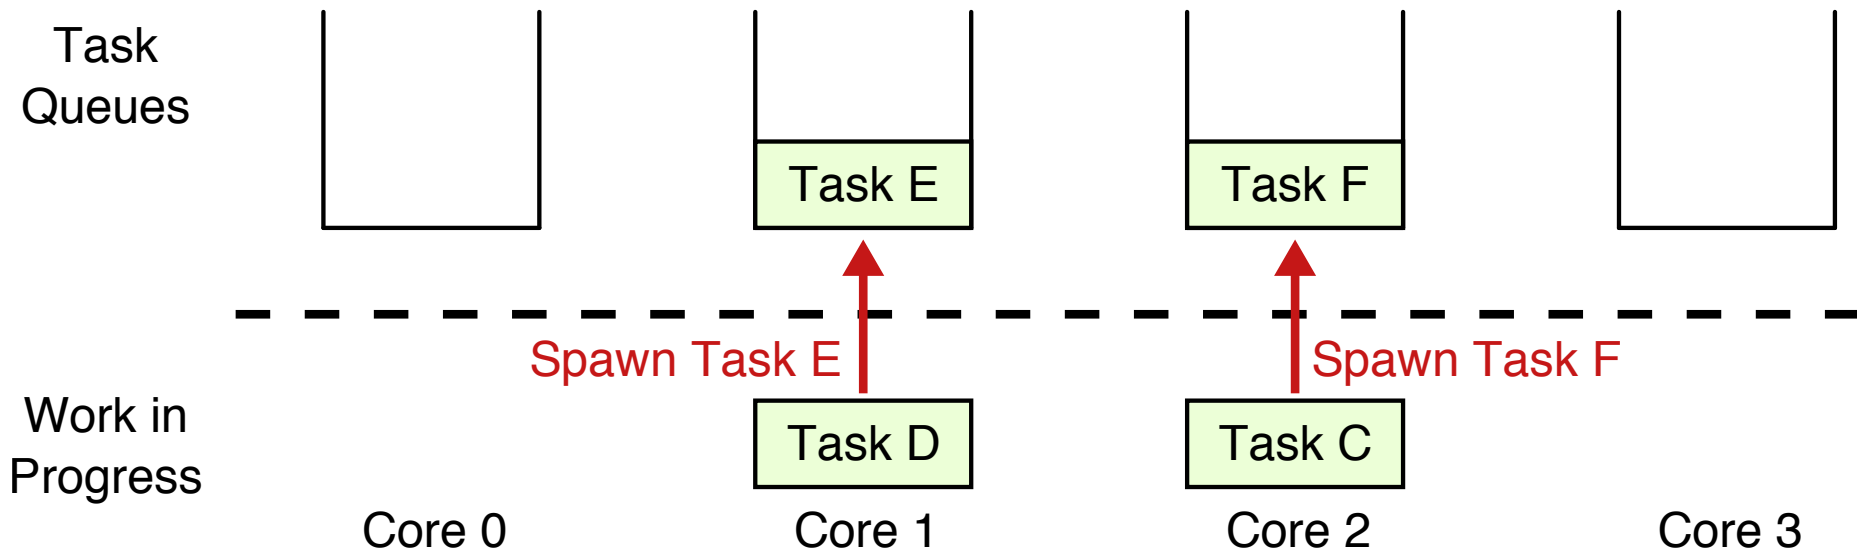 Task
Queues
Task E
Task F
Spawn Task E
Spawn Task F
Work in
Progress
Task D
Task C
Core 0
Core 1
Core 2
Core 3